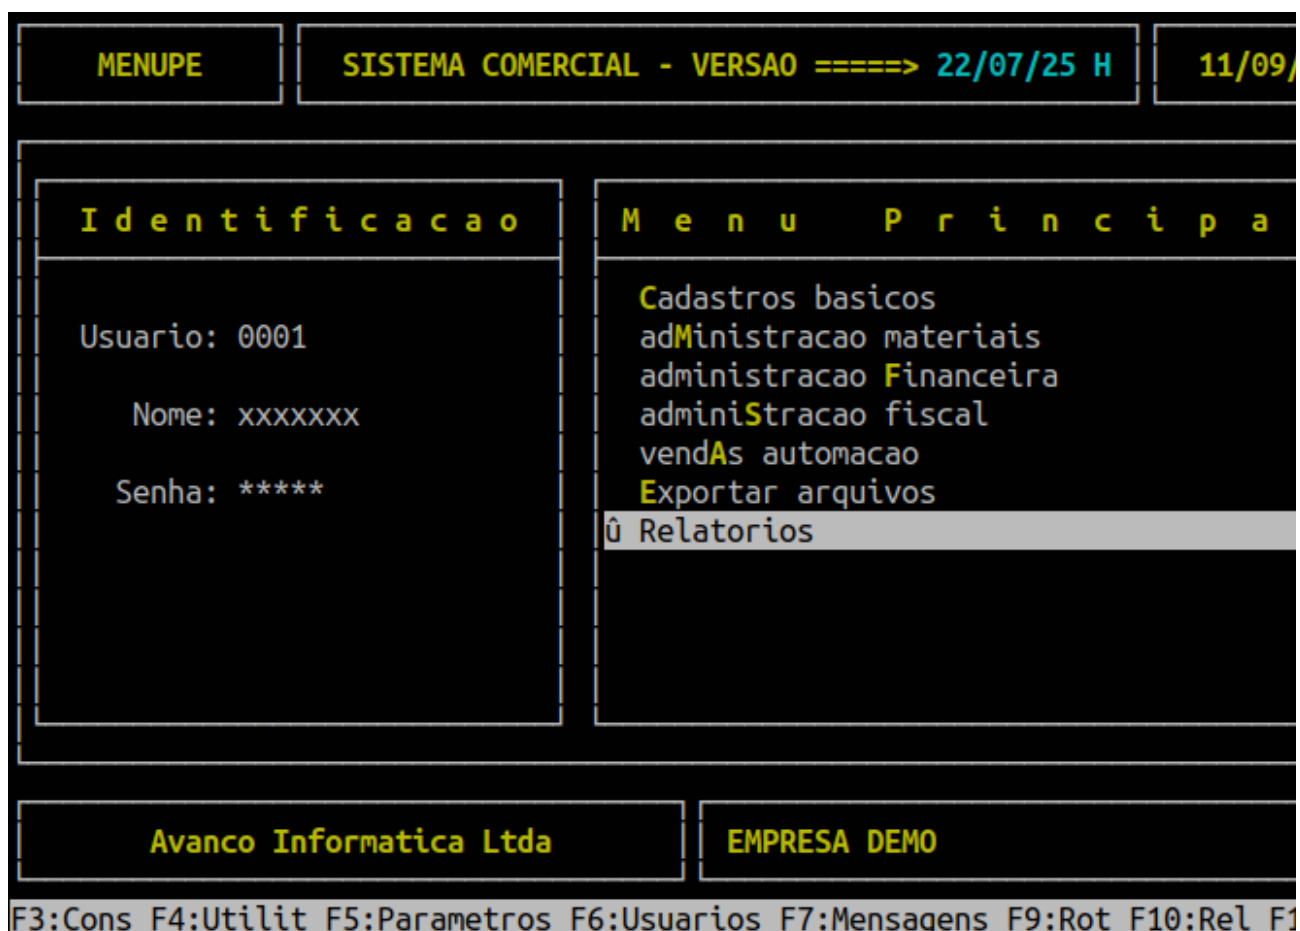 MENUPE
SISTEMA COMERCIAL - VERSAO =====> 22/07/25 H
11/09/
I d e n t i f i c a c a o
M e n u   P r i n c i p a
Usuario: 0001
Nome: xxxxxxx
Senha: *****
Cadastros basicos
adMinistracao materiais
administracao Financeira
adminiStracao fiscal
vendAs automacao
Exportar arquivos
û Relatorios
Avanco Informatica Ltda
EMPRESA DEMO
F3:Cons F4:Utilit F5:Parametros F6:Usuarios F7:Mensagens F9:Rot F10:Rel F1